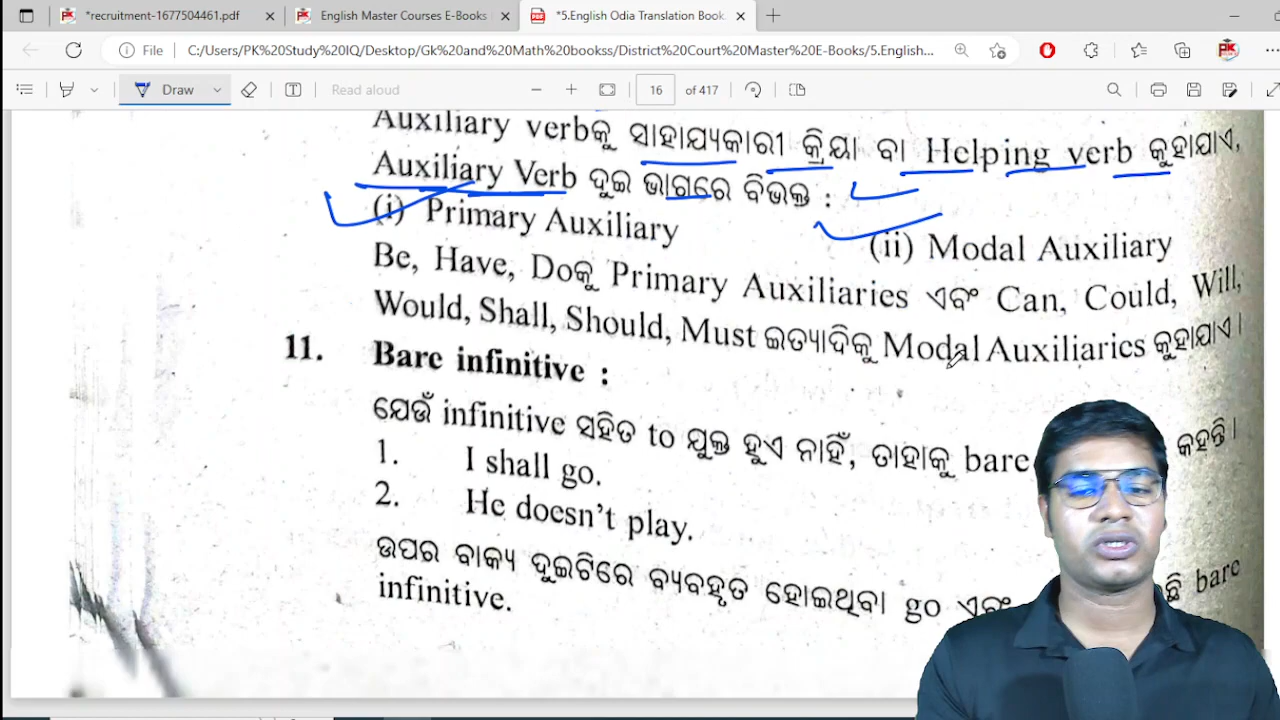 *recruitment-1677504461.pdf
English Master Courses E-Books
*5.English Odia Translation Book.
File
C:/Users/PK%20Study%20IQ/Desktop/Gk%20and%20Math%20bookss/District%20Court%20Master%20E-Books/5.English...
Draw
Read aloud
16 of 417
Auxiliary verbକୁ ସାହାଯ୍ୟକାରୀ କ୍ରିୟା ବା Helping verb କୁହାଯାଏ,
Auxiliary Verb ଦୁଇ ଭାଗରେ ବିଭକ୍ତ :
(i) Primary Auxiliary (ii) Modal Auxiliary
Be, Have, Doକୁ Primary Auxiliaries ଏବଂ Can, Could, Will,
Would, Shall, Should, Must ଇତ୍ୟାଦିକୁ Modal Auxiliaries କୁହାଯାଏ ।
11. Bare infinitive :
ଯେଉଁ infinitive ସହିତ to ଯୁକ୍ତ ହୁଏ ନାହିଁ, ତାହାକୁ bare କହନ୍ତି ।
1. I shall go.
2. He doesn't play.
ଉପର ବାକ୍ୟ ଦୁଇଟିରେ ବ୍ୟବହୃତ ହୋଇଥିବା go ଏବଂ bare
infinitive.